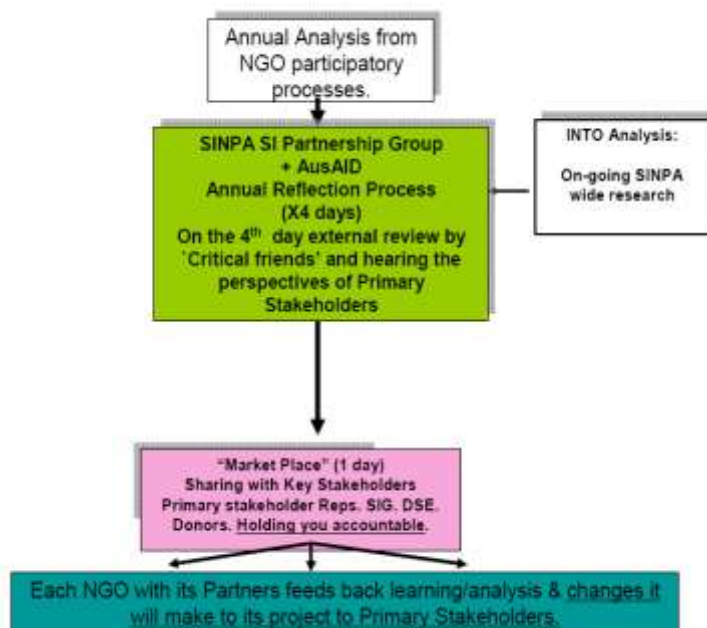 Annual Analysis from
NGO participatory
processes.
SINPA SI Partnership Group
+ AusAID
Annual Reflection Process
(X4 days)
On the 4th day external review by
`Critical friends' and hearing the
perspectives of Primary
Stakeholders
INTO Analysis:
On-going SINPA
wide research
"Market Place" (1 day)
Sharing with Key Stakeholders
Primary stakeholder Reps. SIG. DSE.
Donors. Holding you accountable.
Each NGO with its Partners feeds back learning/analysis & changes it
will make to its project to Primary Stakeholders.